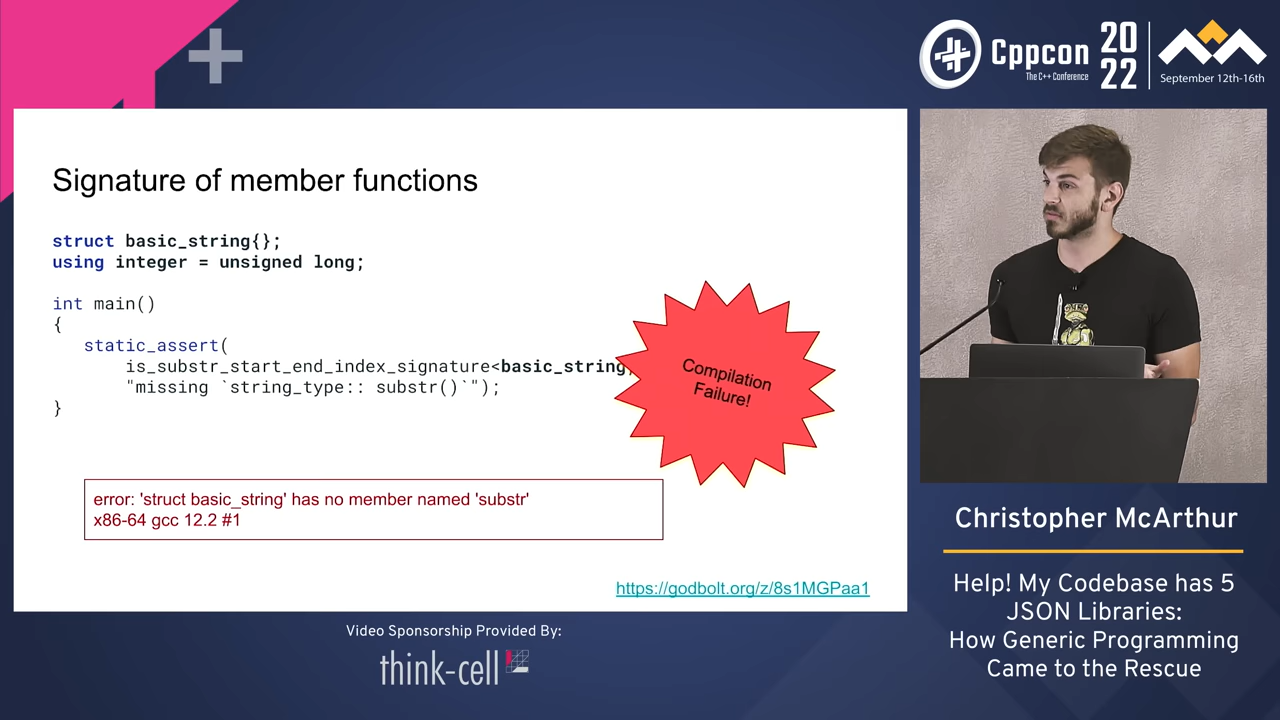 Cppcon
The C++ Conference
20
22
September 12th-16th
Signature of member functions
struct basic_string{};
using integer = unsigned long;
int main()
{
static_assert(
is_substr_start_end_index_signature<basic_string,
"missing `string_type:: substr()`");
}
Compilation
Failure!
error: 'struct basic_string' has no member named 'substr'
x86-64 gcc 12.2 #1
https://godbolt.org/z/8s1MGPaa1
Video Sponsorship Provided By:
think-cell
Christopher McArthur
Help! My Codebase has 5
JSON Libraries:
How Generic Programming
Came to the Rescue